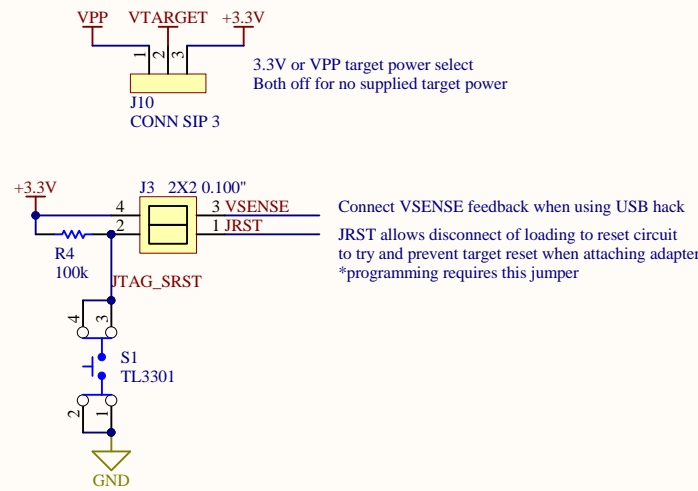 VPP VTARGET +3.3V
1 2 3
3.3V or VPP target power select
Both off for no supplied target power
J10
CONN SIP 3
+3.3V
J3 2X2 0.100"
4 3 VSENSE
2 1 JRST
Connect VSENSE feedback when using USB hack
JRST allows disconnect of loading to reset circuit
to try and prevent target reset when attaching adapter
*programming requires this jumper
R4
100k
JTAG_SRST
4 3
S1
TL3301
2 1
GND